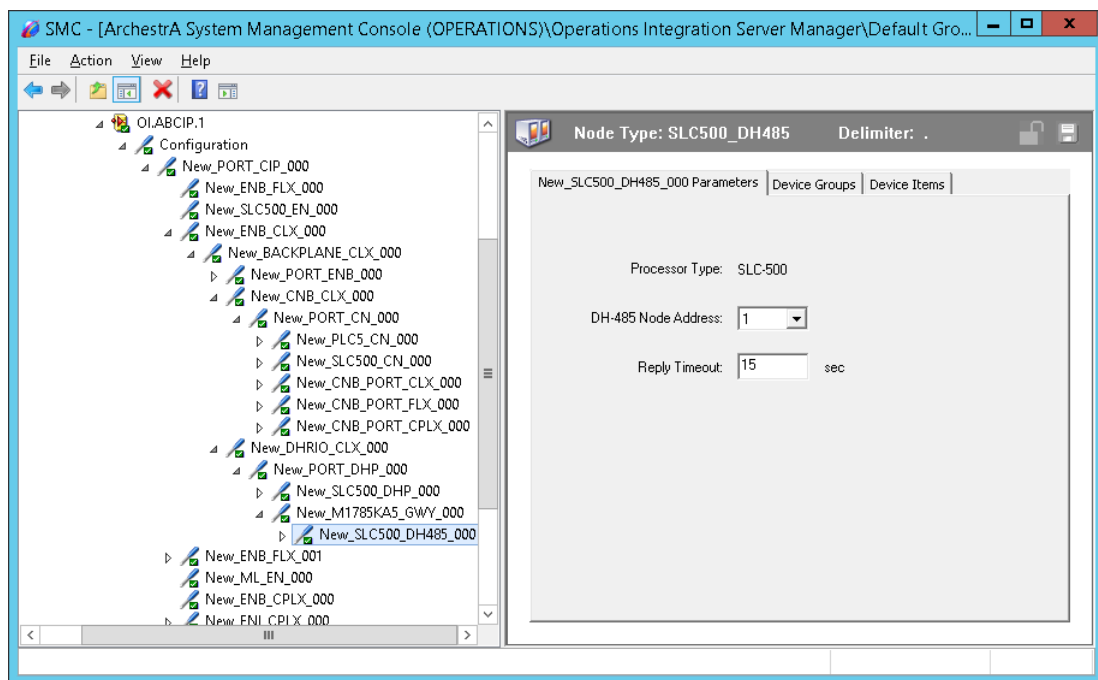 SMC - [ArchestrA System Management Console (OPERATIONS)\Operations Integration Server Manager\Default Gro...
File Action View Help
OI.ABCIP.1
Configuration
New_PORT_CIP_000
New_ENB_FLX_000
New_SLC500_EN_000
New_ENB_CLX_000
New_BACKPLANE_CLX_000
New_PORT_ENB_000
New_CNB_CLX_000
New_PORT_CN_000
New_PLC5_CN_000
New_SLC500_CN_000
New_CNB_PORT_CLX_000
New_CNB_PORT_FLX_000
New_CNB_PORT_CPLX_000
New_DHRIO_CLX_000
New_PORT_DHP_000
New_SLC500_DHP_000
New_M1785KA5_GWY_000
New_SLC500_DH485_000
New_ENB_FLX_001
New_ML_EN_000
New_ENB_CPLX_000
New_ENI_CPLX_000
Node Type: SLC500_DH485 Delimiter: .
New_SLC500_DH485_000 Parameters Device Groups Device Items
Processor Type: SLC-500
DH-485 Node Address: 1
Reply Timeout: 15 sec